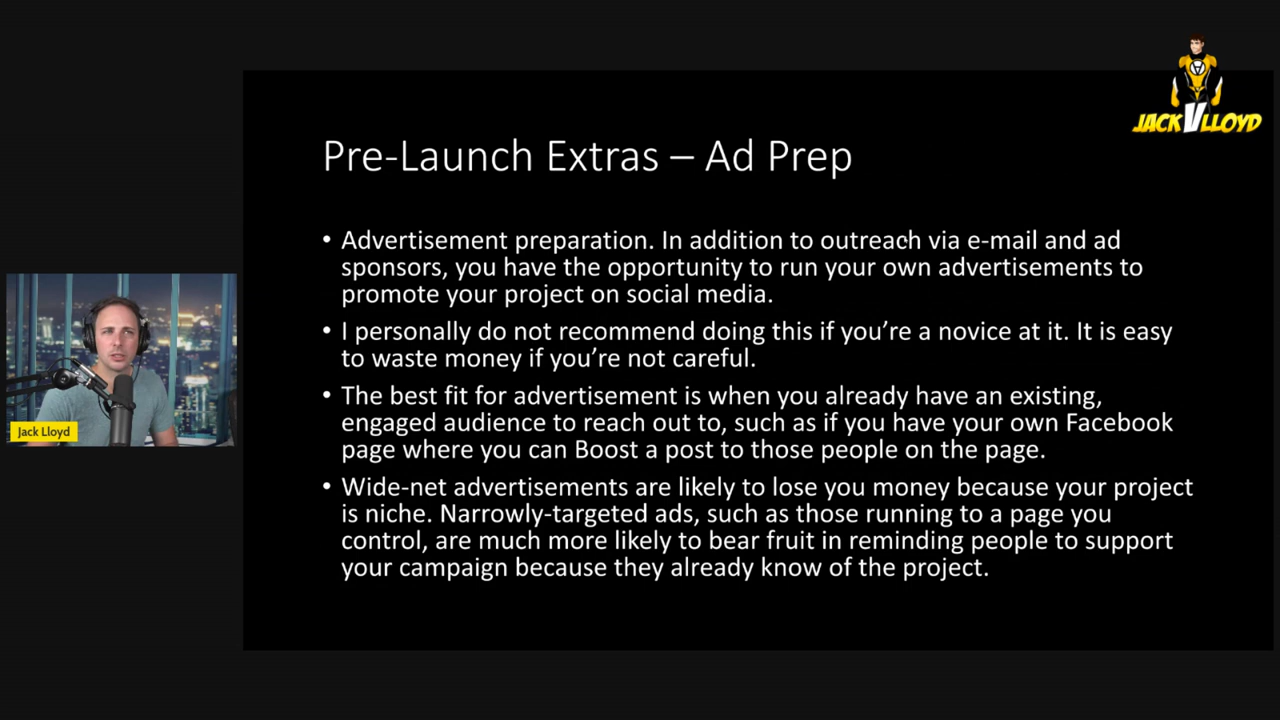 JACK V LLOYD
Pre-Launch Extras – Ad Prep
• Advertisement preparation. In addition to outreach via e-mail and ad
sponsors, you have the opportunity to run your own advertisements to
promote your project on social media.
• I personally do not recommend doing this if you’re a novice at it. It is easy
to waste money if you’re not careful.
• The best fit for advertisement is when you already have an existing,
engaged audience to reach out to, such as if you have your own Facebook
page where you can Boost a post to those people on the page.
• Wide-net advertisements are likely to lose you money because your project
is niche. Narrowly-targeted ads, such as those running to a page you
control, are much more likely to bear fruit in reminding people to support
your campaign because they already know of the project.
Jack Lloyd